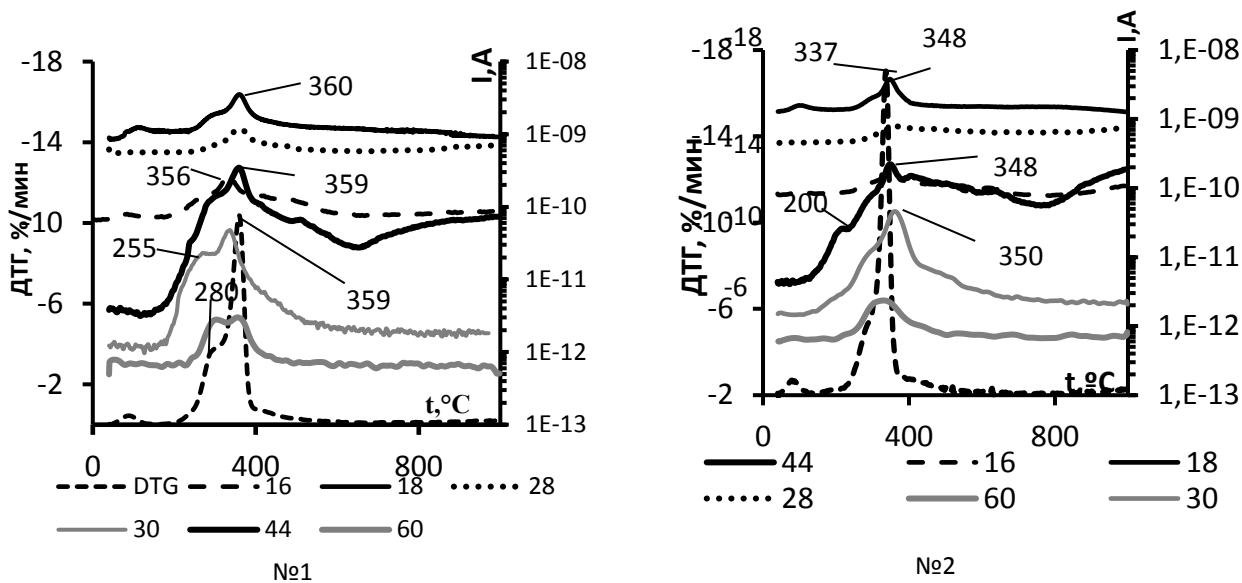 ДТГ, %/мин
-18
-14
-10
-6
-2
I,A
1E-08
1E-09
1E-10
1E-11
1E-12
1E-13
360
356
359
255
280
359
t,°C
0 400 800
DTG 16 18 28
30 44 60
№1
ДТГ, %/мин
-18 -18
-14 14
-10 10
-6 -6
-2
I,A
1,E-08
1,E-09
1,E-10
1,E-11
1,E-12
1,E-13
337 348
348
200
350
t,ºC
0 400 800
44 16 18
28 60 30
№2